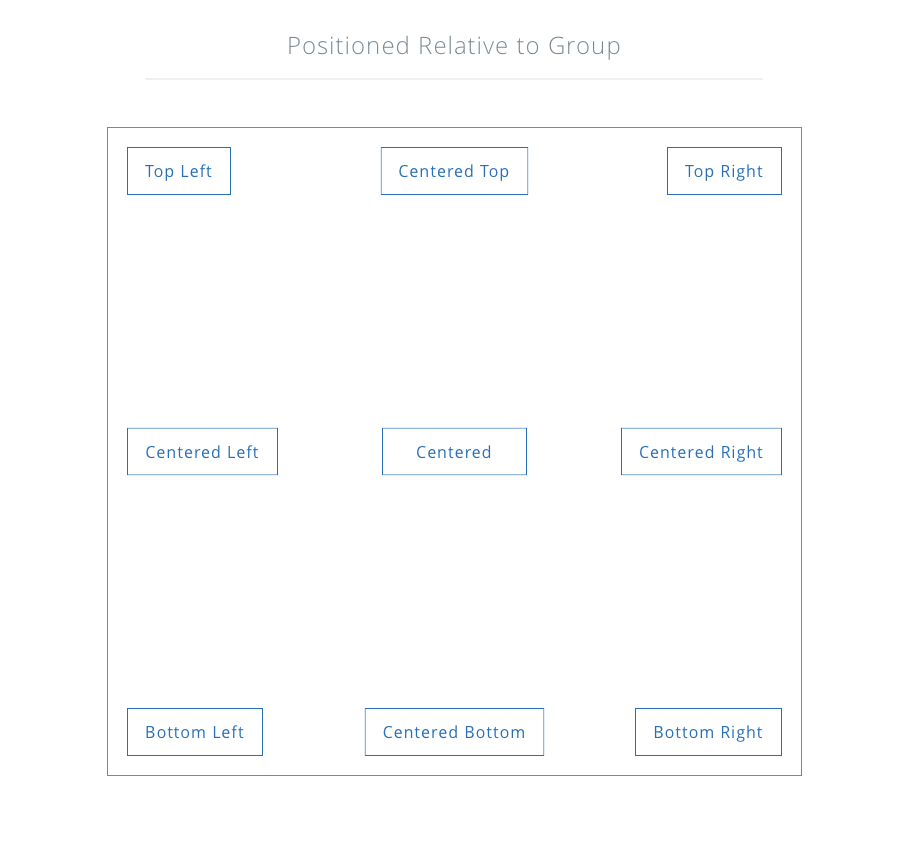 Positioned Relative to Group
Top Left
Centered Top
Top Right
Centered Left
Centered
Centered Right
Bottom Left
Centered Bottom
Bottom Right